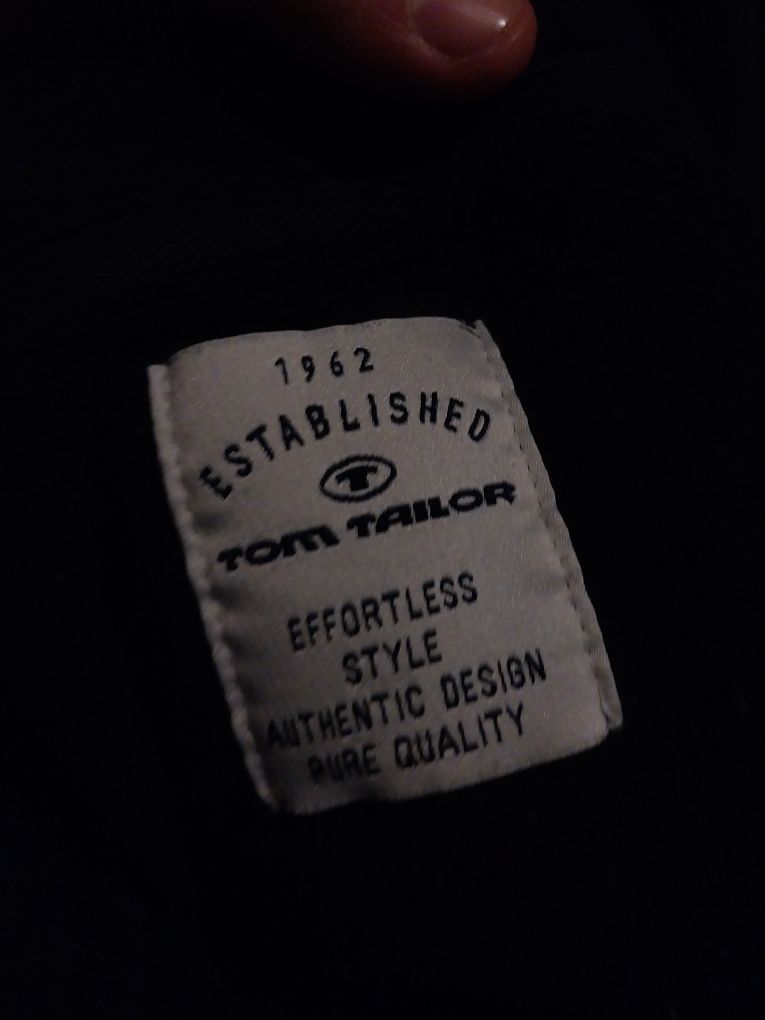 1962
ESTABLISHED
T
TOM TAILOR
EFFORTLESS
STYLE
AUTHENTIC DESIGN
PURE QUALITY